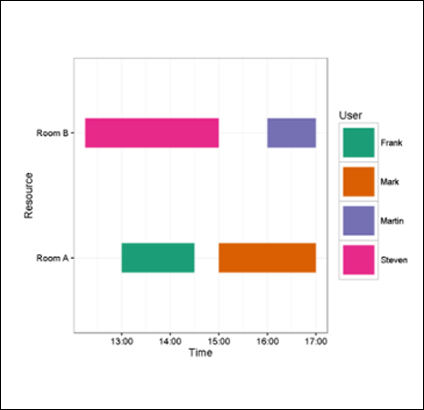 User
Frank
Mark
Martin
Steven
Room B
Room A
Resource
13:00 14:00 15:00 16:00 17:00
Time